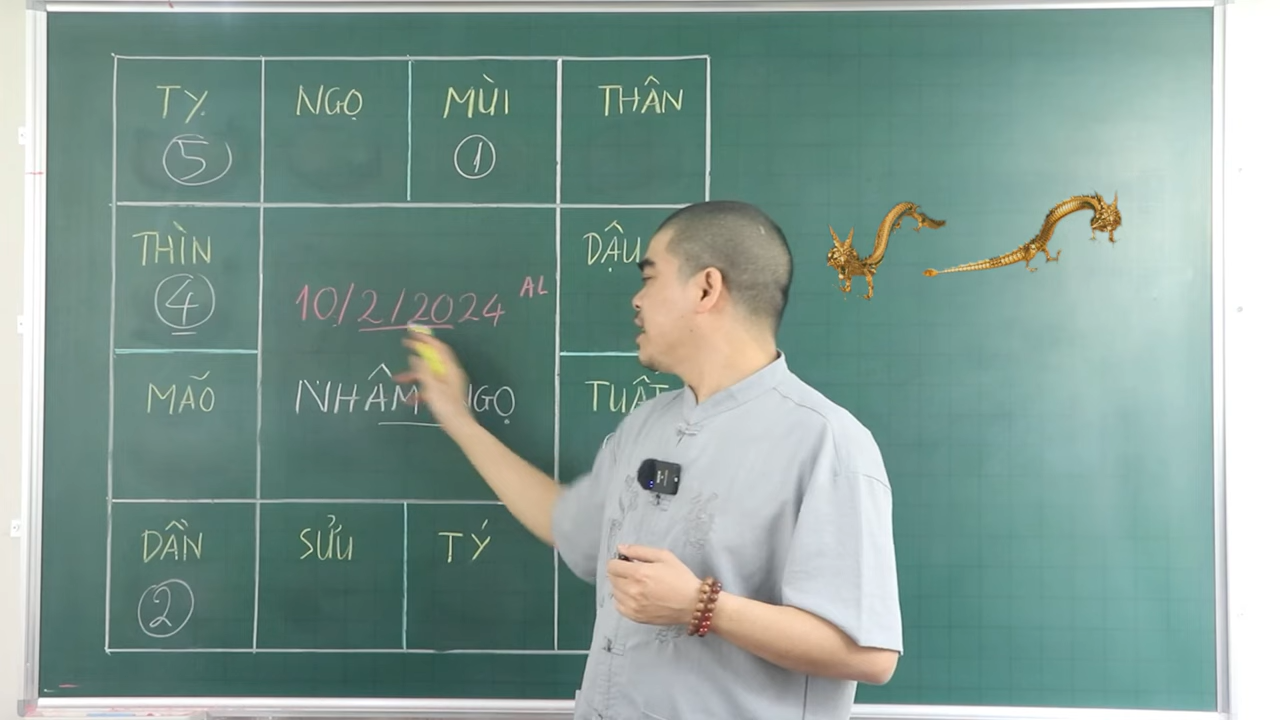 TỴ NGỌ MÙI THÂN
5 1
THÌN DẬU
4
10/2/2024 AL
MÃO NHÂM NGỌ TUẤT
DẦN SỬU TÝ
2